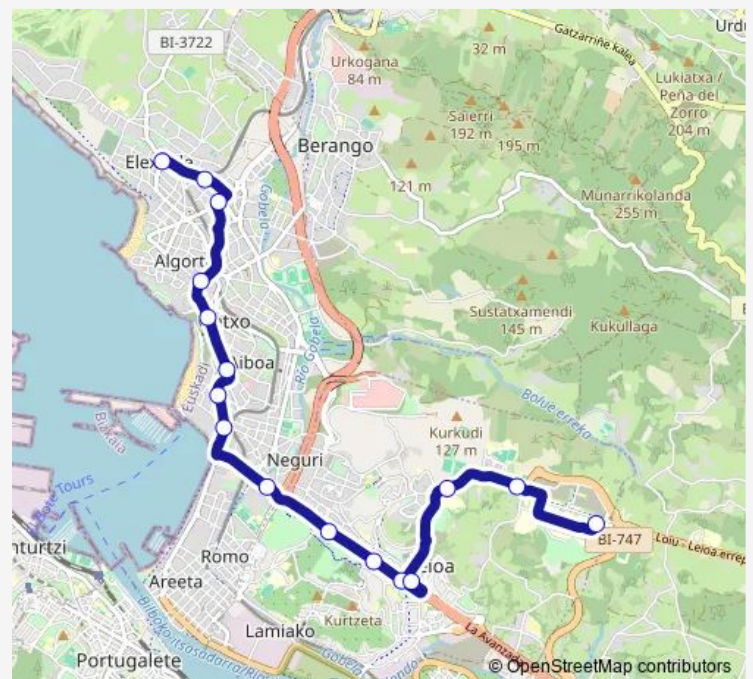 Urdu
BI-3722
Gatzarriñe kalea
32 m
Urkogana
84 m
Lukiatxa /
Peña del
Zorro
204 m
Saierri
192 m
195 m
Berango
121 m
Gobela
Munarrikolanda
255 m
Algort
Sustatxamendi
145 m
Kukullaga
Río Gobela
Euskadi
Bolue erreka
Kurkudi
127 m
Neguri
BI-747
Loiu - Leioa errep
Romo
Areeta
Kurtzeta
Lamiako
La Avanzad
Gobela
Portugalete
© OpenStreetMap contributors